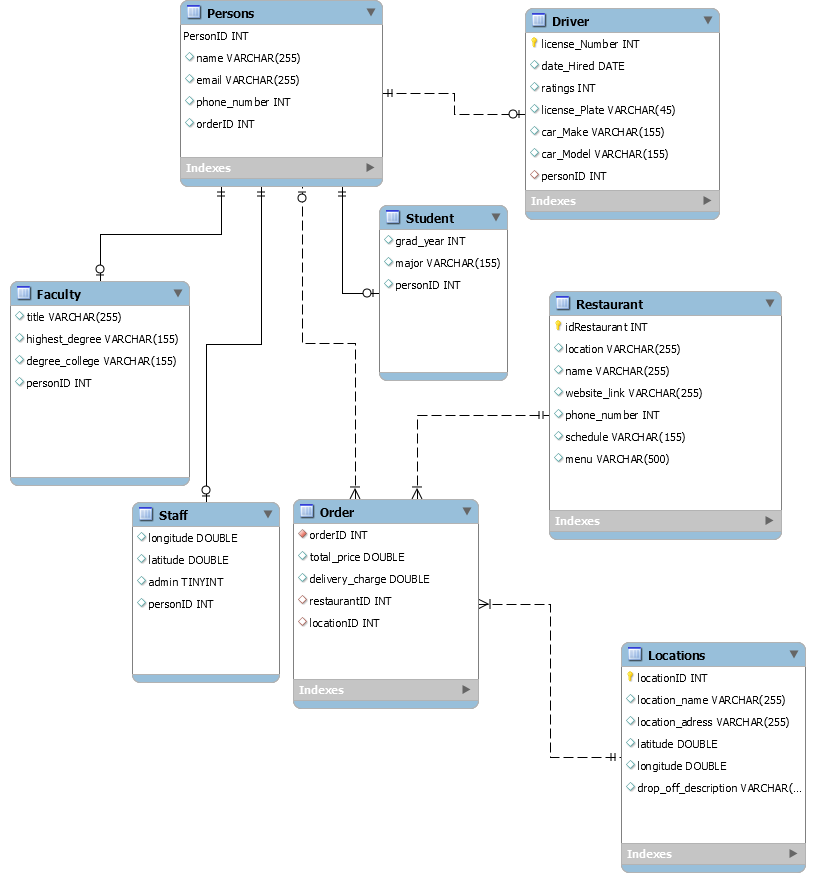 Persons
PersonID INT
name VARCHAR(255)
email VARCHAR(255)
phone_number INT
orderID INT
Indexes
Driver
license_Number INT
date_Hired DATE
ratings INT
license_Plate VARCHAR(45)
car_Make VARCHAR(155)
car_Model VARCHAR(155)
personID INT
Indexes
Student
grad_year INT
major VARCHAR(155)
personID INT
Faculty
title VARCHAR(255)
highest_degree VARCHAR(155)
degree_college VARCHAR(155)
personID INT
Restaurant
idRestaurant INT
location VARCHAR(255)
name VARCHAR(255)
website_link VARCHAR(255)
phone_number INT
schedule VARCHAR(155)
menu VARCHAR(500)
Indexes
Staff
longitude DOUBLE
latitude DOUBLE
admin TINYINT
personID INT
Order
orderID INT
total_price DOUBLE
delivery_charge DOUBLE
restaurantID INT
locationID INT
Indexes
Locations
locationID INT
location_name VARCHAR(255)
location_adress VARCHAR(255)
latitude DOUBLE
longitude DOUBLE
drop_off_description VARCHAR(...
Indexes